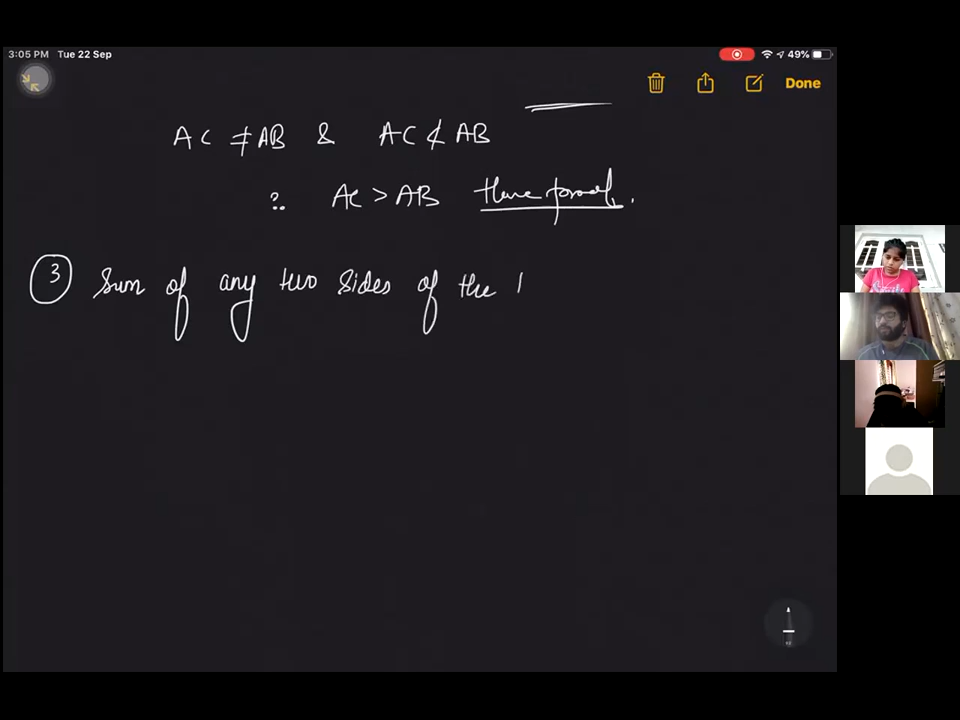 3:05 PM Tue 22 Sep
49%
Done
AC ≠ AB & AC ≮ AB
∴ AC > AB Hence proof.
③ Sum of any two sides of the